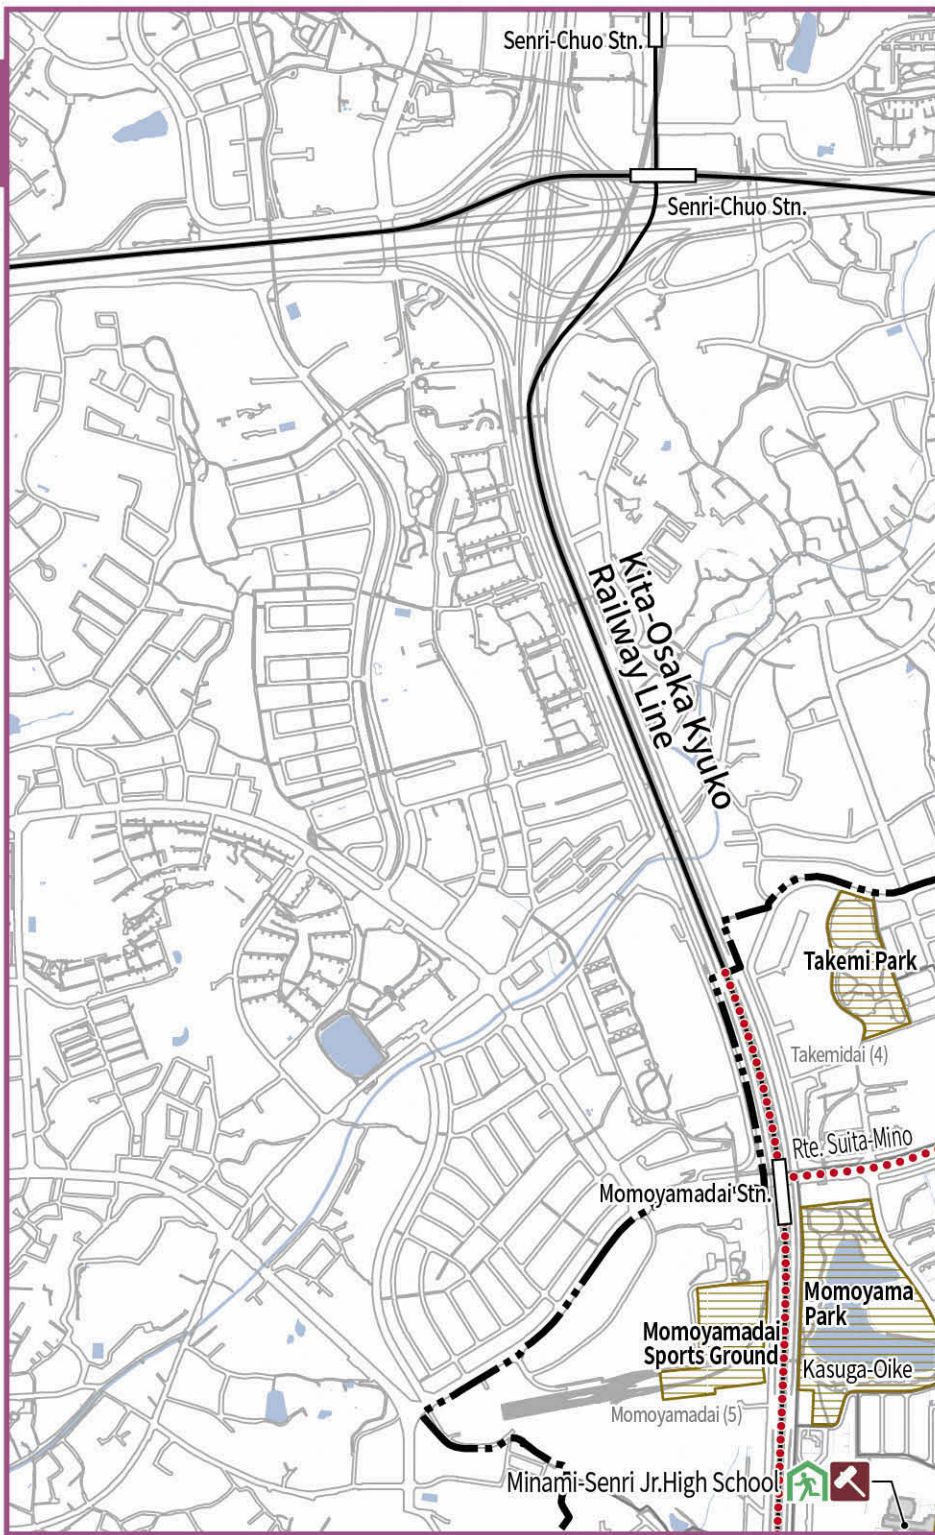 Senri-Chuo Stn.
Senri-Chuo Stn.
Kita-Osaka Kyuko
Railway Line
Takemi Park
Takemidai (4)
Rte. Suita-Mino
Momoyamadai Stn.
Momoyama
Park
Momoyamadai
Sports Ground
Kasuga-Oike
Momoyamadai (5)
Minami-Senri Jr.High School